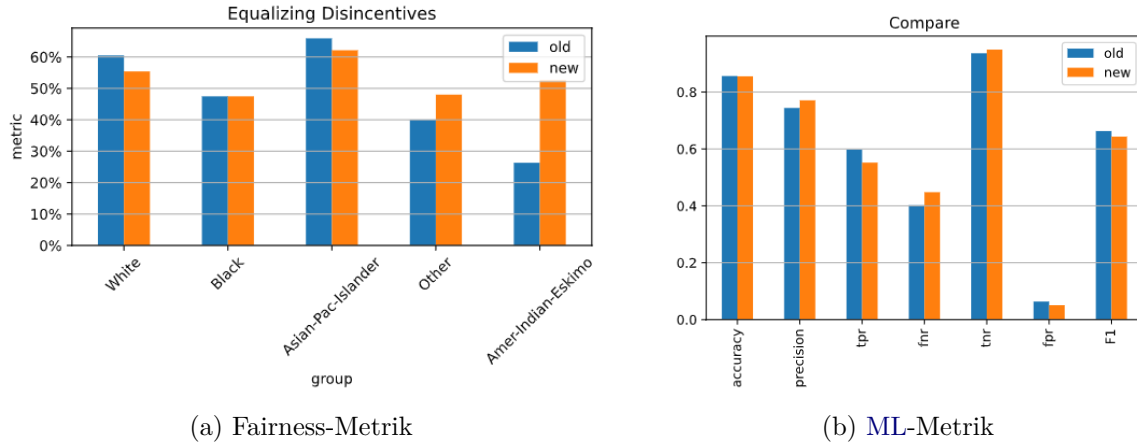 Equalizing Disincentives
old
new
60%
50%
40%
30%
20%
10%
0%
metric
White
Black
Asian-Pac-Islander
Other
Amer-Indian-Eskimo
group
(a) Fairness-Metrik
Compare
old
new
0.8
0.6
0.4
0.2
0.0
accuracy
precision
tpr
fnr
tnr
fpr
F1
(b) ML-Metrik